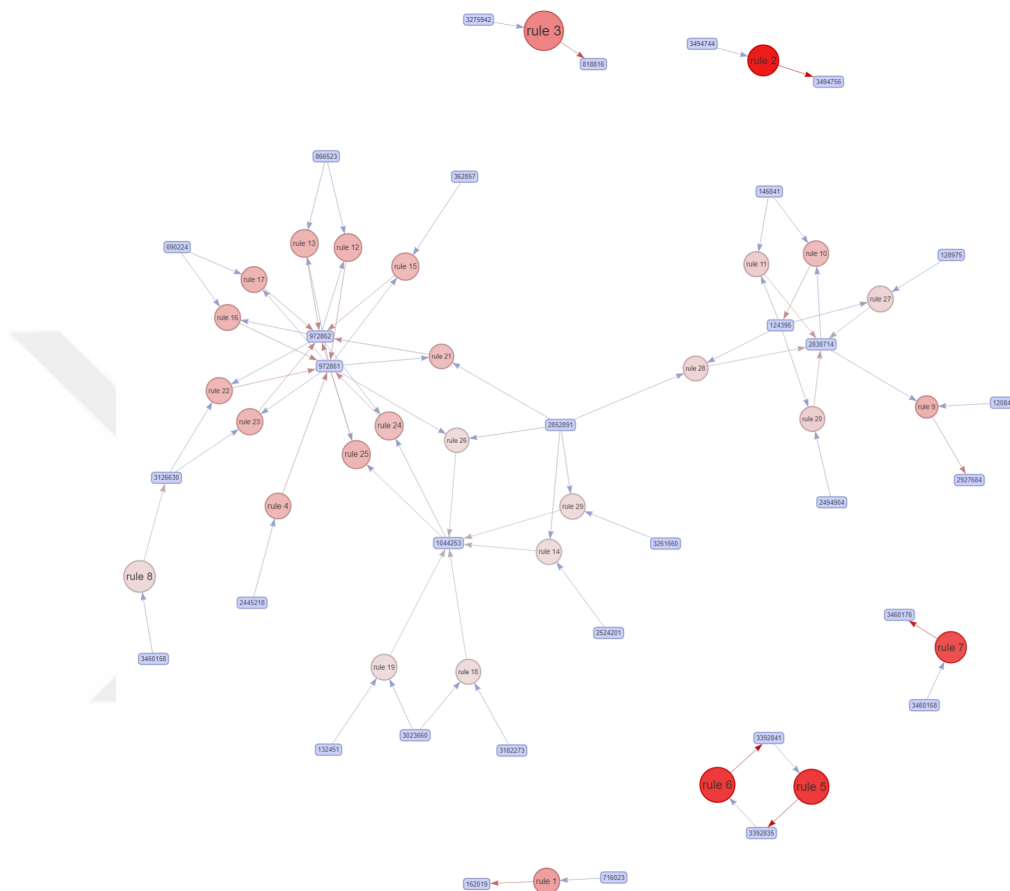 3275942
rule 3
818816
3494744
rule 2
3494756
866523
362857
146841
690224
rule 13
rule 12
rule 15
rule 11
rule 10
128975
rule 17
rule 27
rule 16
124395
972862
2830714
rule 21
972861
rule 28
rule 22
rule 9
12084
rule 23
rule 24
rule 20
2852891
rule 26
rule 25
3126630
2927684
2494904
rule 4
rule 29
1044253
3261660
rule 14
rule 8
2445218
3460176
2524201
rule 7
3460158
rule 19
rule 18
3460168
3023660
132451
3182273
3392841
rule 6
rule 5
3392835
716023
rule 1
162019